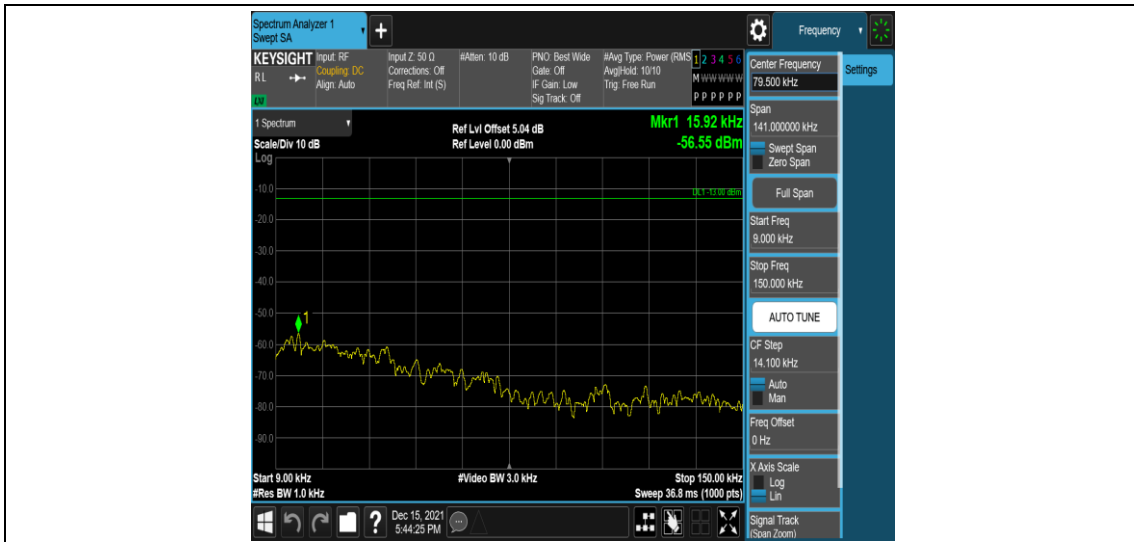 Spectrum Analyzer 1
Swept SA
+
Frequency
KEYSIGHT
RL
LXI
Input: RF
Coupling: DC
Align: Auto
Input Z: 50 Ω
Corrections: Off
Freq Ref: Int (S)
#Atten: 10 dB
PNO: Best Wide
Gate: Off
IF Gain: Low
Sig Track: Off
#Avg Type: Power (RMS
Avg|Hold: 10/10
Trig: Free Run
1 2 3 4 5 6
M W W W W W
P P P P P P
1 Spectrum
Scale/Div 10 dB
Ref Lvl Offset 5.04 dB
Ref Level 0.00 dBm
Mkr1 15.92 kHz
-56.55 dBm
Log
DL1 -13.00 dBm
-10.0
-20.0
-30.0
-40.0
-50.0
1
-60.0
-70.0
-80.0
-90.0
Start 9.00 kHz
#Res BW 1.0 kHz
#Video BW 3.0 kHz
Stop 150.00 kHz
Sweep 36.8 ms (1000 pts)
?
Dec 15, 2021
5:44:25 PM
Center Frequency
79.500 kHz
Settings
Span
141.000000 kHz
Swept Span
Zero Span
Full Span
Start Freq
9.000 kHz
Stop Freq
150.000 kHz
AUTO TUNE
CF Step
14.100 kHz
Auto
Man
Freq Offset
0 Hz
X Axis Scale
Log
Lin
Signal Track
(Span Zoom)